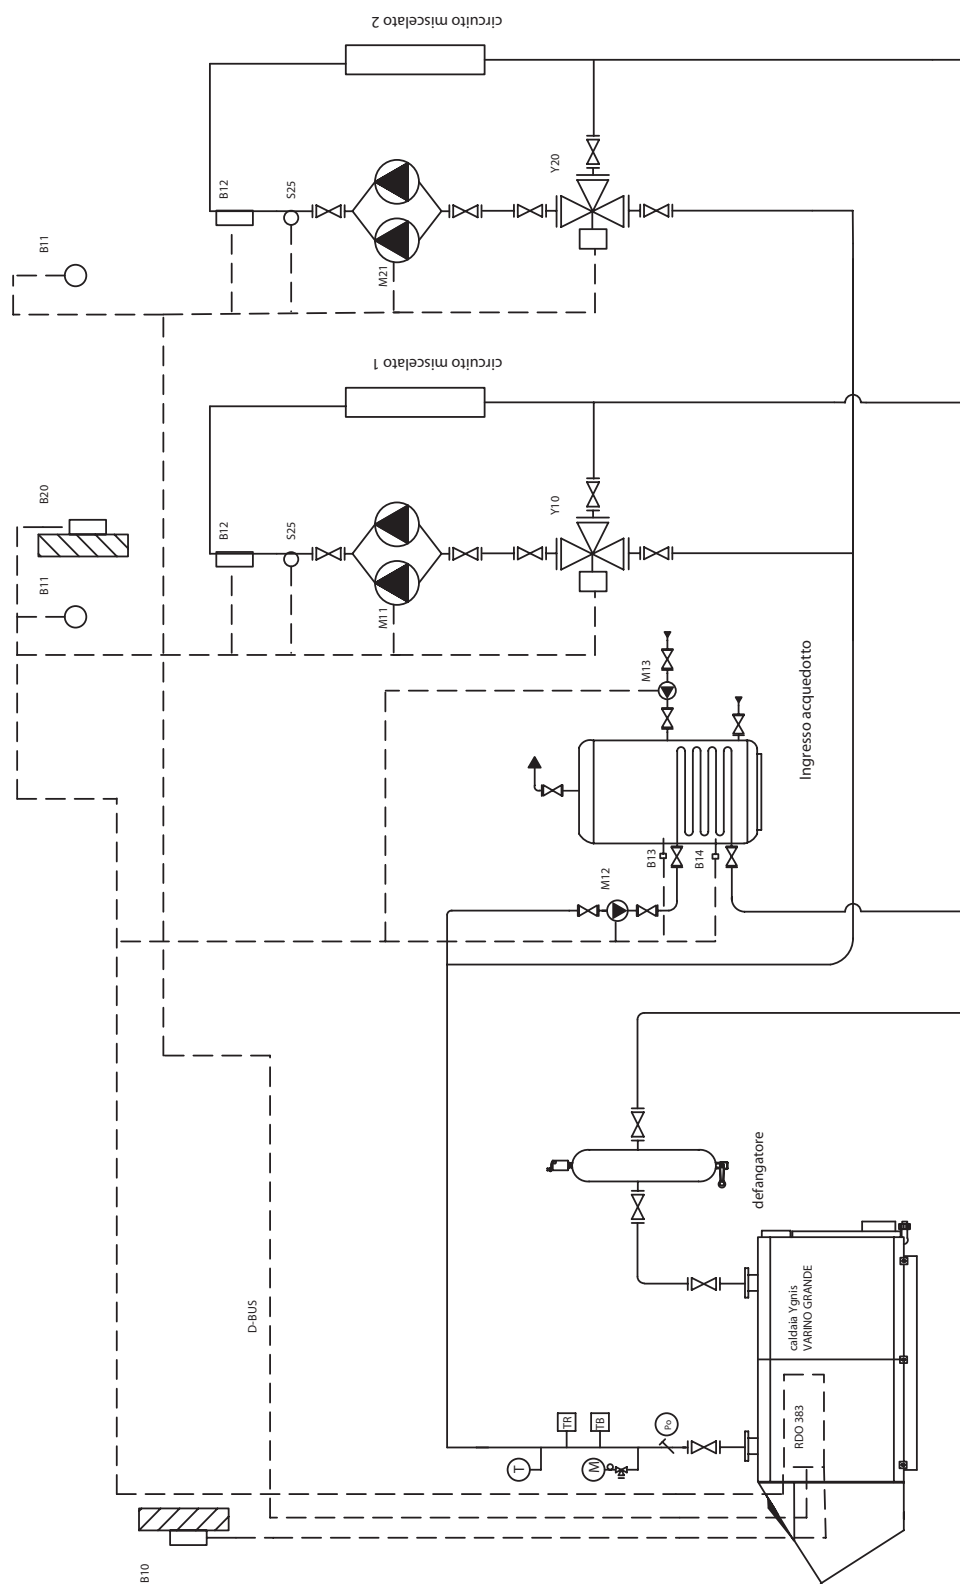 circuito miscelato 2
B12
S25
B11
Y20
M21
circuito miscelato 1
B20
B12
S25
B11
Y10
M11
M13
Ingresso acquedotto
B13
B14
M12
defangatore
D-BUS
caldaia Ygnis
VARINO GRANDE
RDO 383
TR
TB
Po
T
M
B10